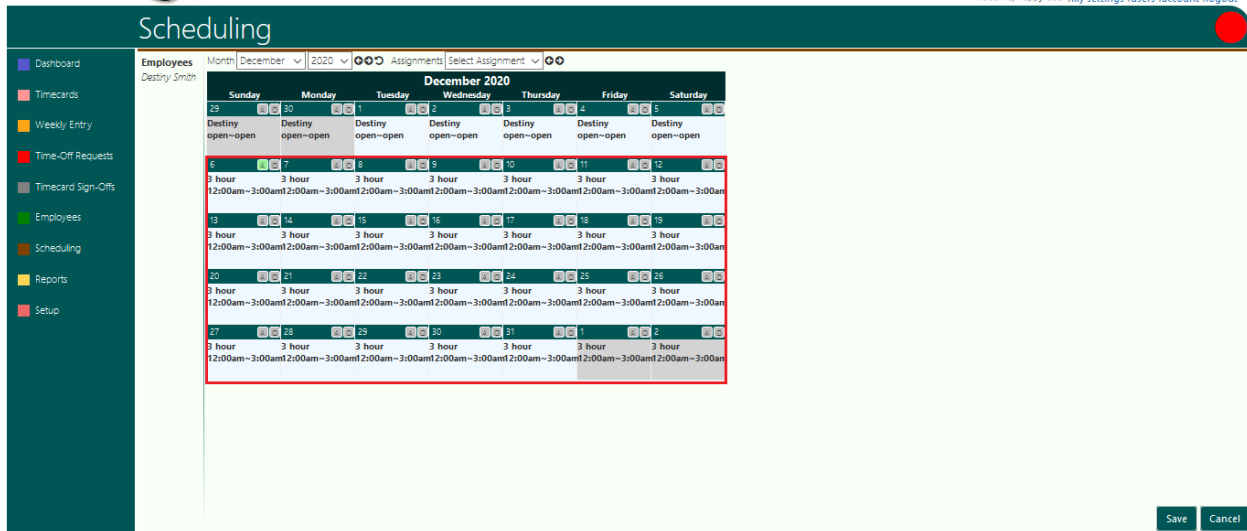 my settings
Scheduling
Dashboard
Timecards
Weekly Entry
Time-Off Requests
Timecard Sign-Offs
Employees
Scheduling
Reports
Setup
Employees
Destiny Smith
Month December 2020 Assignments Select Assignment
December 2020
Sunday Monday Tuesday Wednesday Thursday Friday Saturday
29 A O 30 A O 1 A O 2 A O 3 A O 4 A O 5 A O
Destiny Destiny Destiny Destiny Destiny Destiny Destiny
open~open open~open open~open open~open open~open open~open open~open
6 A O 7 A O 8 A O 9 A O 10 A O 11 A O 12 A O
3 hour 3 hour 3 hour 3 hour 3 hour 3 hour 3 hour
12:00am~3:00am 12:00am~3:00am 12:00am~3:00am 12:00am~3:00am 12:00am~3:00am 12:00am~3:00am 12:00am~3:00am
13 A O 14 A O 15 A O 16 A O 17 A O 18 A O 19 A O
3 hour 3 hour 3 hour 3 hour 3 hour 3 hour 3 hour
12:00am~3:00am 12:00am~3:00am 12:00am~3:00am 12:00am~3:00am 12:00am~3:00am 12:00am~3:00am 12:00am~3:00am
20 A O 21 A O 22 A O 23 A O 24 A O 25 A O 26 A O
3 hour 3 hour 3 hour 3 hour 3 hour 3 hour 3 hour
12:00am~3:00am 12:00am~3:00am 12:00am~3:00am 12:00am~3:00am 12:00am~3:00am 12:00am~3:00am 12:00am~3:00am
27 A O 28 A O 29 A O 30 A O 31 A O 1 A O 2 A O
3 hour 3 hour 3 hour 3 hour 3 hour 3 hour 3 hour
12:00am~3:00am 12:00am~3:00am 12:00am~3:00am 12:00am~3:00am 12:00am~3:00am 12:00am~3:00am 12:00am~3:00am
Save Cancel